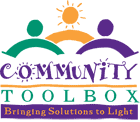 COMMUNITY
TOOLBOX
Bringing Solutions to Light